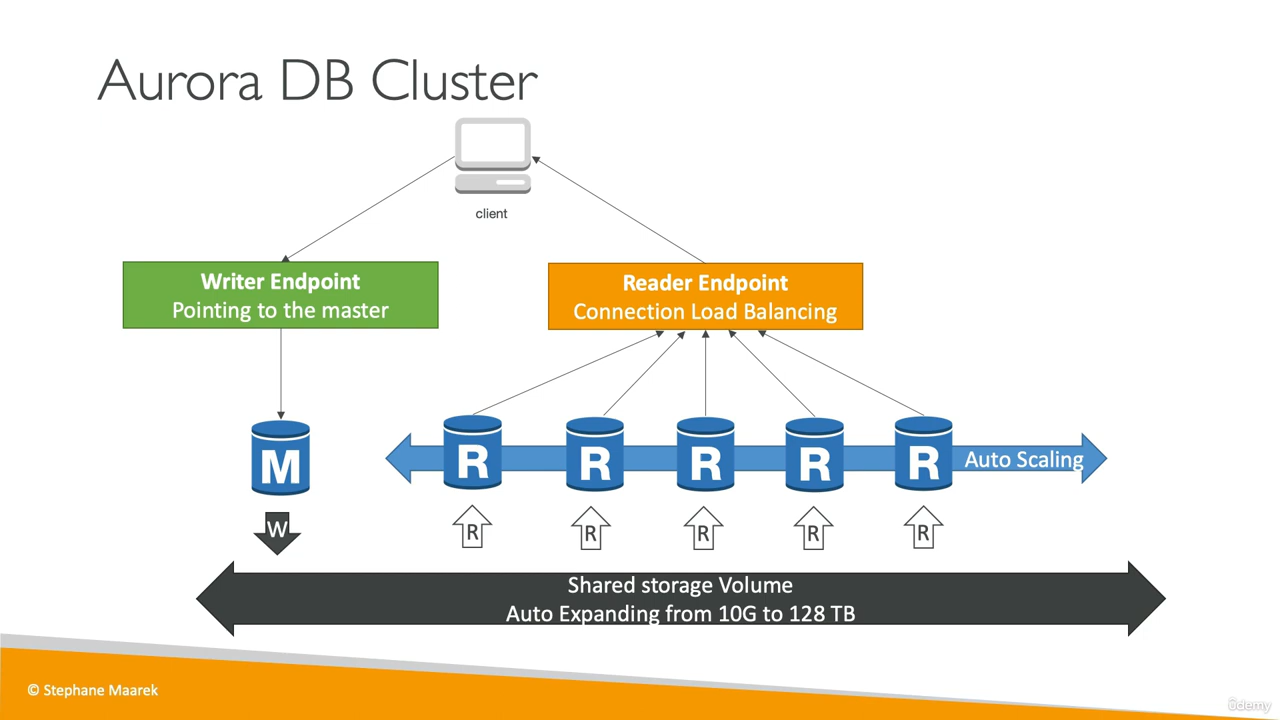 Aurora DB Cluster
client
Writer Endpoint
Pointing to the master
Reader Endpoint
Connection Load Balancing
M
R
R
R
R
R
Auto Scaling
W
R
R
R
R
R
Shared storage Volume
Auto Expanding from 10G to 128 TB
© Stephane Maarek
ûdemy